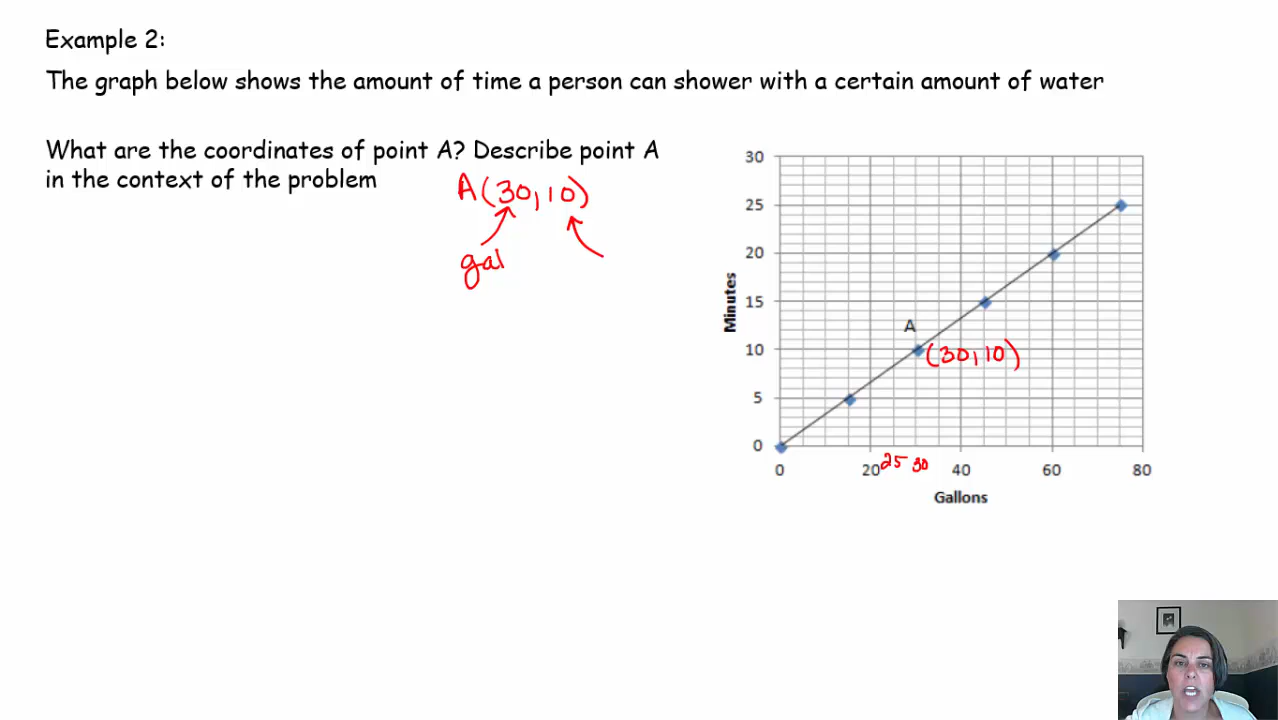 Example 2:
The graph below shows the amount of time a person can shower with a certain amount of water
What are the coordinates of point A? Describe point A
in the context of the problem
A(30,10)
gal
30
25
20
15
10
5
0
Minutes
A
(30,10)
0 20 25 30 40 60 80
Gallons